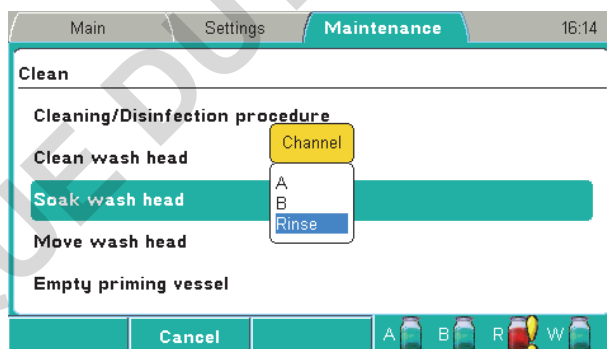 Main Settings Maintenance 16:14
Clean
Cleaning/Disinfection procedure
Channel
Clean wash head
A
Soak wash head
B
Rinse
Move wash head
Empty priming vessel
Cancel A B R W